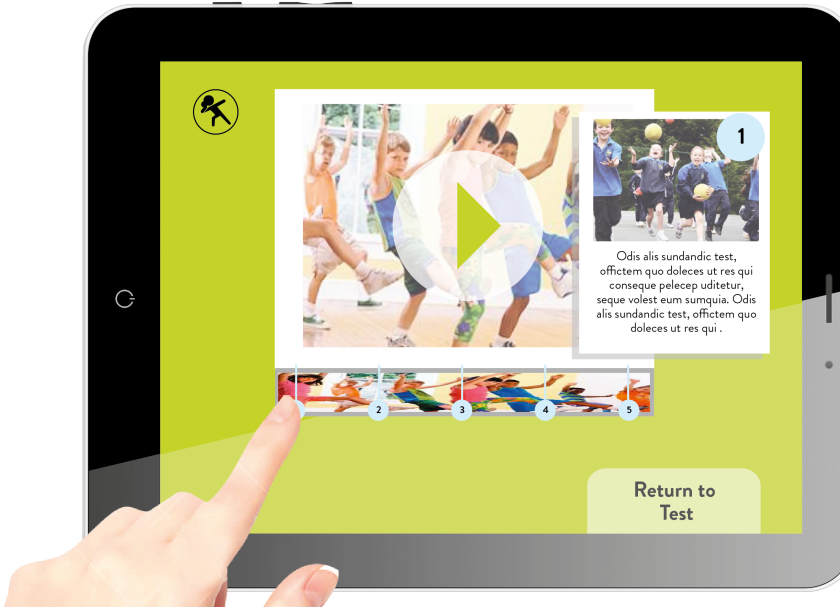 1
Odis alis sundandic test,
offictem quo doleces ut res qui
conseque pelecep uditetur,
seque volest eum sumquia. Odis
alis sundandic test, offictem quo
doleces ut res qui .
2 3 4 5
Return to
Test